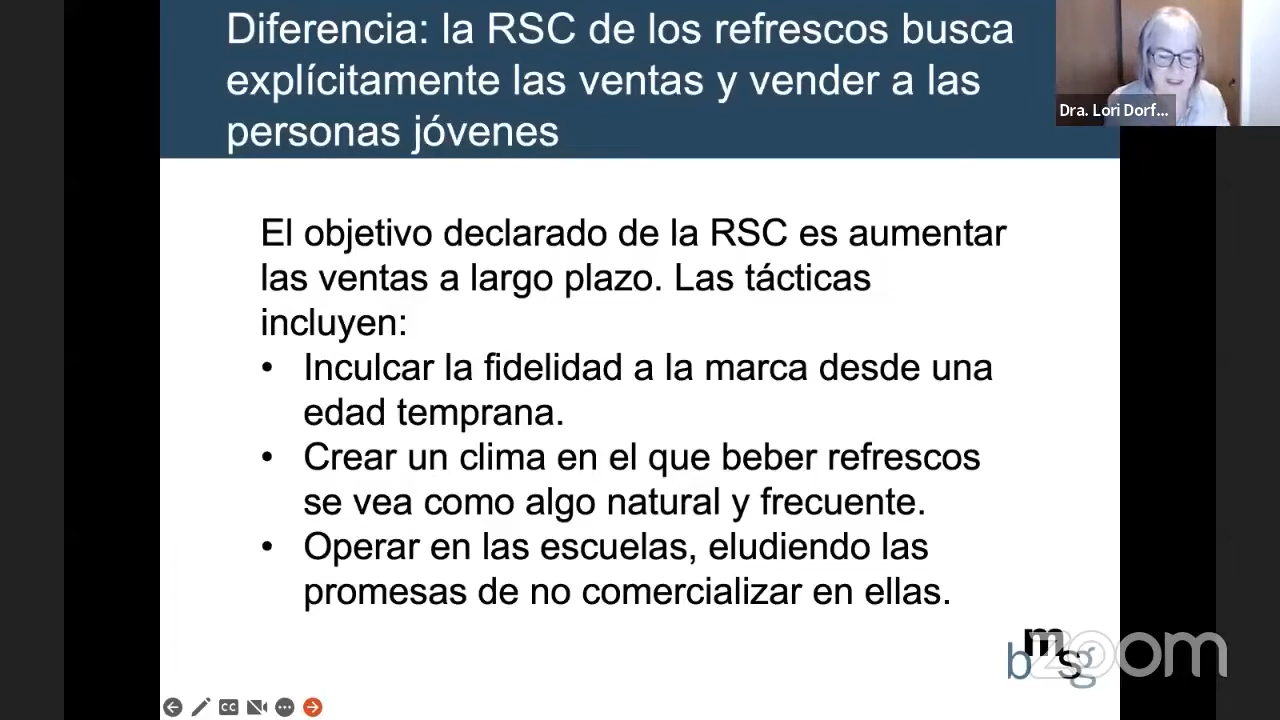 Diferencia: la RSC de los refrescos busca
explícitamente las ventas y vender a las
personas jóvenes
Dra. Lori Dorf...
El objetivo declarado de la RSC es aumentar
las ventas a largo plazo. Las tácticas
incluyen:
• Inculcar la fidelidad a la marca desde una
edad temprana.
• Crear un clima en el que beber refrescos
se vea como algo natural y frecuente.
• Operar en las escuelas, eludiendo las
promesas de no comercializar en ellas.
bmsg
zoom
CC